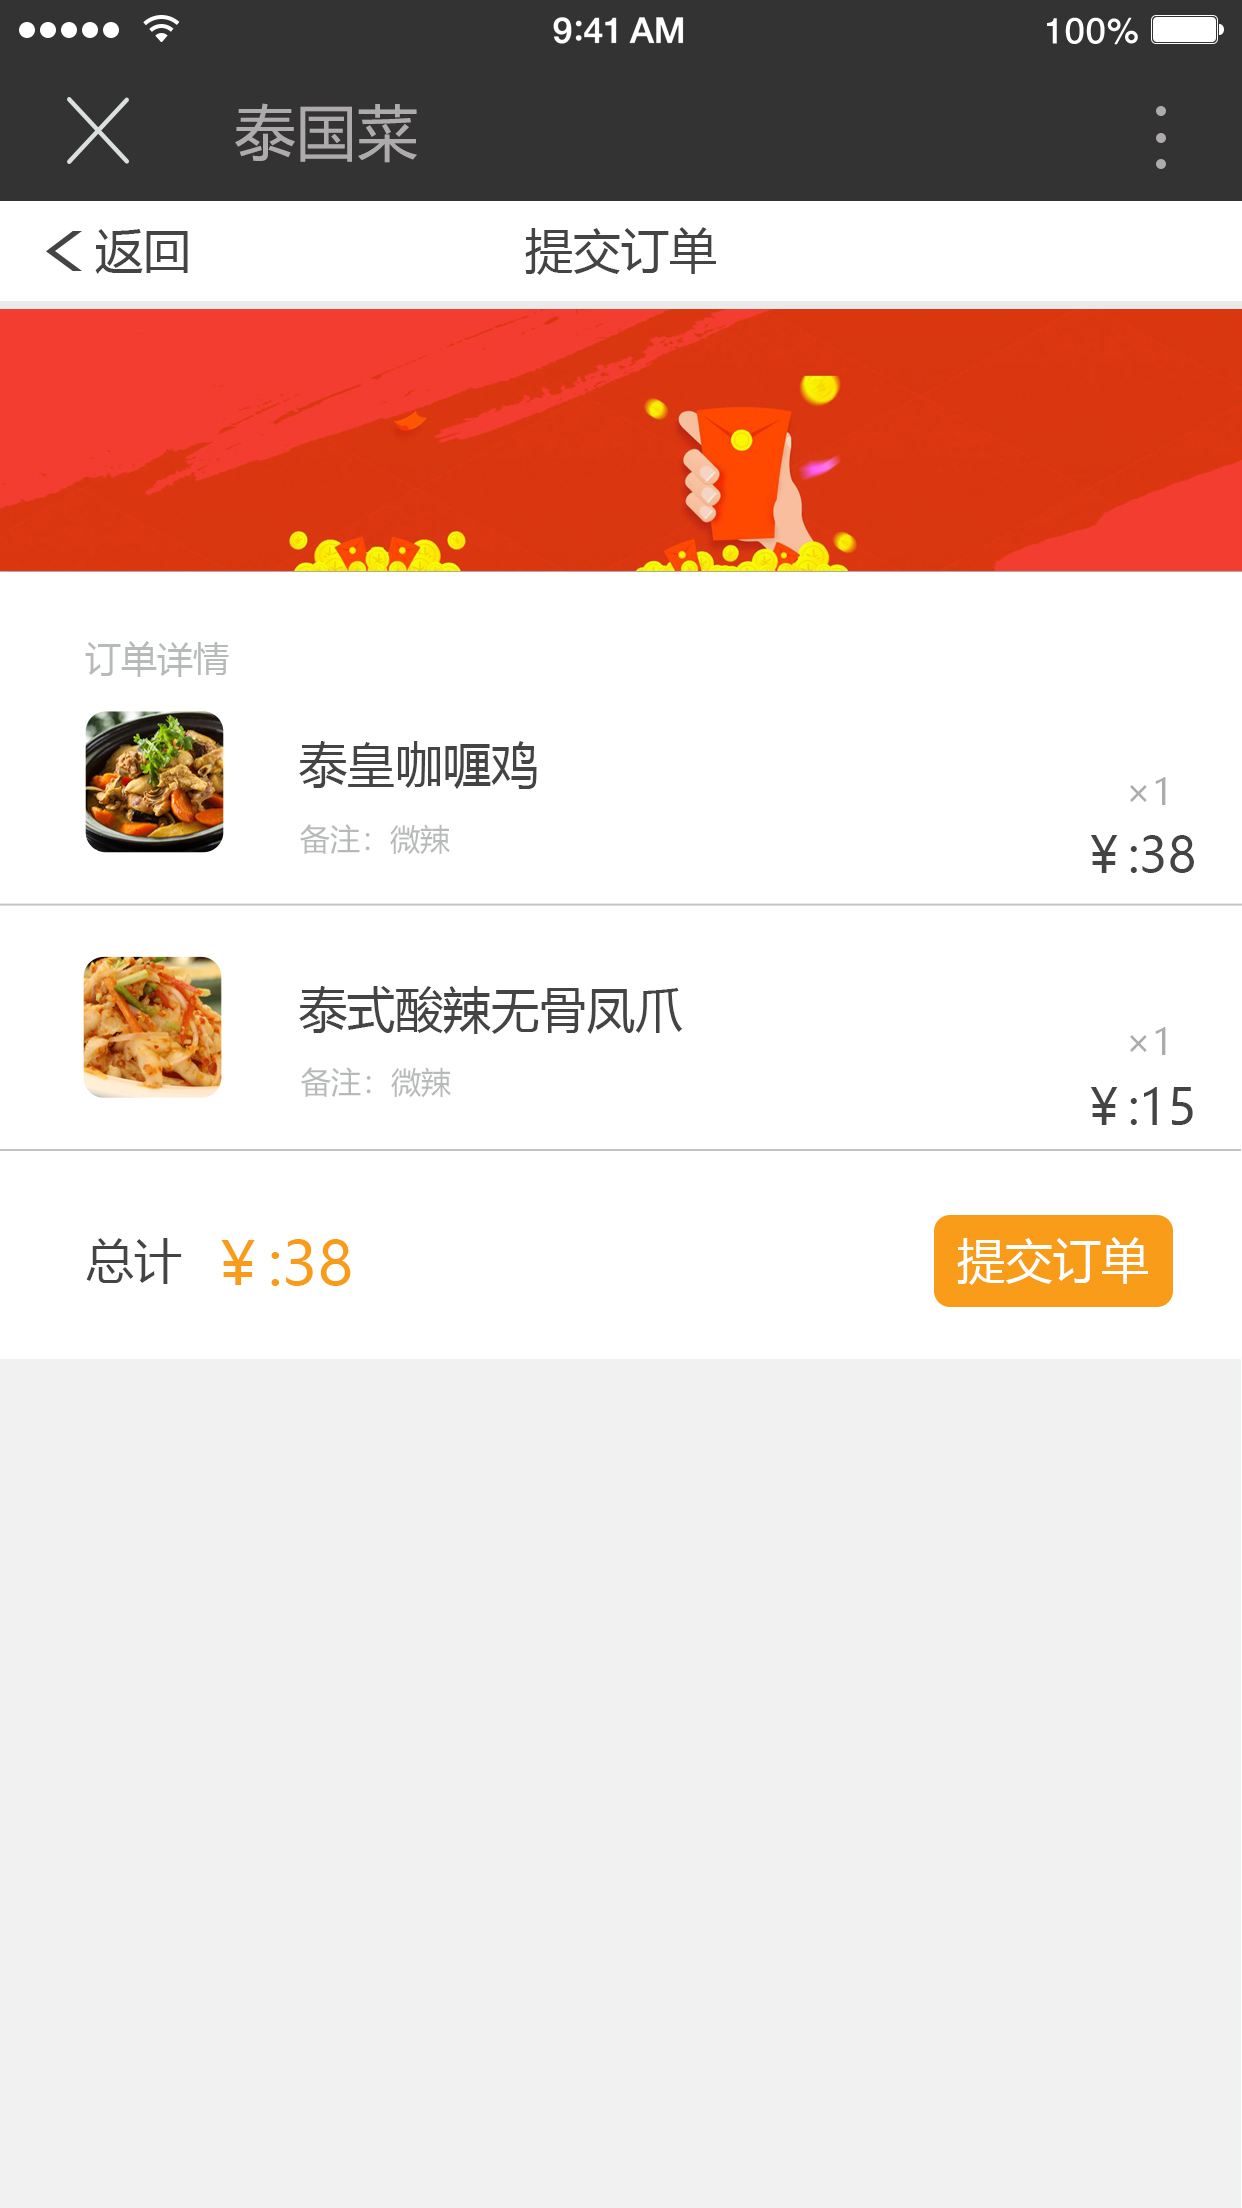 9:41 AM
100%
泰国菜
返回
提交订单
订单详情
泰皇咖喱鸡
×1
备注：微辣
¥:38
泰式酸辣无骨凤爪
×1
备注：微辣
¥:15
总计 ¥:38
提交订单